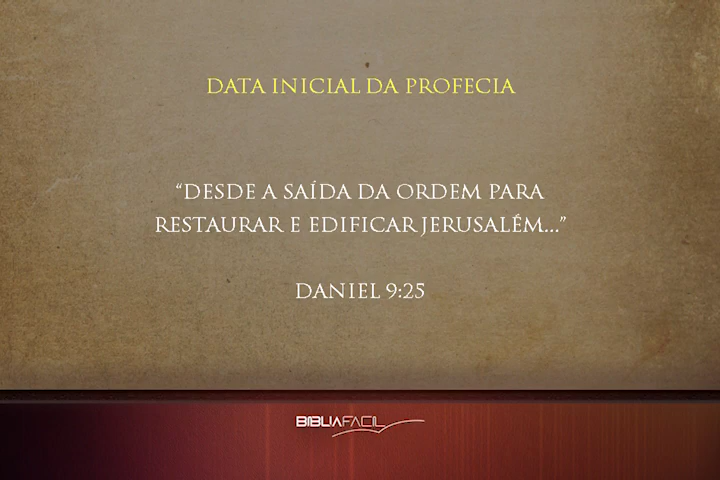 DATA INICIAL DA PROFECIA
“DESDE A SAÍDA DA ORDEM PARA
RESTAURAR E EDIFICAR JERUSALÉM...”
DANIEL 9:25
BIBLIAFACIL